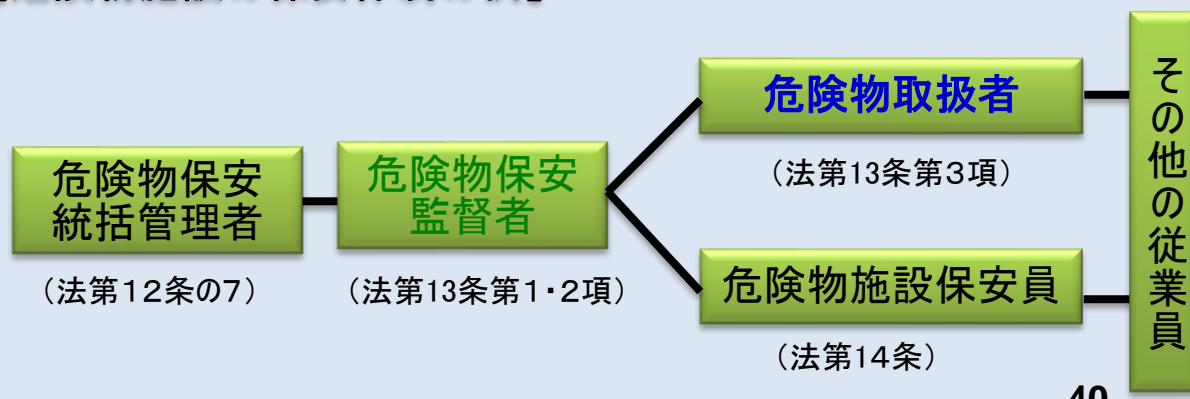 危険物取扱者
(法第13条第3項)
危険物保安
統括管理者
(法第12条の7)
危険物保安
監督者
(法第13条第1・2項)
危険物施設保安員
(法第14条)
その他の従業員